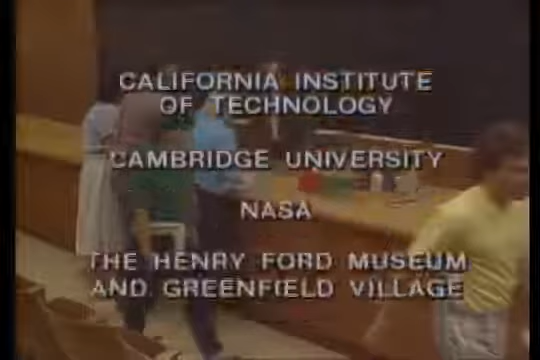 CALIFORNIA INSTITUTE
OF TECHNOLOGY
CAMBRIDGE UNIVERSITY
NASA
THE HENRY FORD MUSEUM
AND GREENFIELD VILLAGE